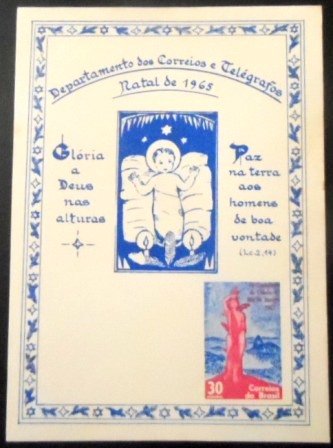 Departamento dos Correios e Telégrafos
Natal de 1965
Glória
a
Deus
nas
alturas
Paz
na terra
aos
homens
de boa
vontade
(Lc. 2, 14)
30
Correios
do Brasil